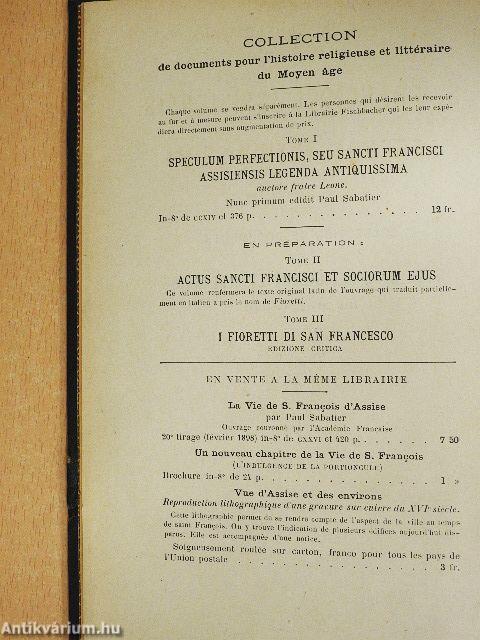 COLLECTION
de documents pour l'histoire religieuse et littéraire
du Moyen âge
Chaque volume se vendra séparément. Les personnes qui désirent les recevoir
au fur et à mesure peuvent s'inscrire à la Librairie Fischbacher qui les leur expé-
diera directement sans augmentation de prix.
TOME I
SPECULUM PERFECTIONIS, SEU SANCTI FRANCISCI
ASSISIENSIS LEGENDA ANTIQUISSIMA
auctore fratre Leone.
Nunc primum edidit Paul Sabatier
In-8º de CCXIV et 376 p. . . . . . . . . . . . . . . . 12 fr.
EN PRÉPARATION :
TOME II
ACTUS SANCTI FRANCISCI ET SOCIORUM EJUS
Ce volume renfermera le texte original latin de l'ouvrage qui traduit partielle-
ment en italien a pris le nom de Fioretti.
TOME III
I FIORETTI DI SAN FRANCESCO
EDIZIONE CRITICA
EN VENTE A LA MÊME LIBRAIRIE
La Vie de S. François d'Assise
par Paul Sabatier
Ouvrage couronné par l'Académie Française
20e tirage (février 1898) in-8º de CXXVI et 420 p. . . . . . . . 7 50
Un nouveau chapitre de la Vie de S. François
(L'INDULGENCE DE LA PORTIONCULE)
Brochure in-8º de 24 p. . . . . . . . . . . . . . . . . 1 »
Vue d'Assise et des environs
Reproduction lithographique d'une gravure sur cuivre du XVIe siècle.
Cette lithographie permet de se rendre compte de l'aspect de la ville au temps
de saint François. On y trouve l'indication de plusieurs édifices aujourd'hui dis-
parus. Elle est accompagnée d'une notice.
Soigneusement roulée sur carton, franco pour tous les pays de
l'Union postale . . . . . . . . . . . . . . . . . . 3 fr.
Antikvárium.hu